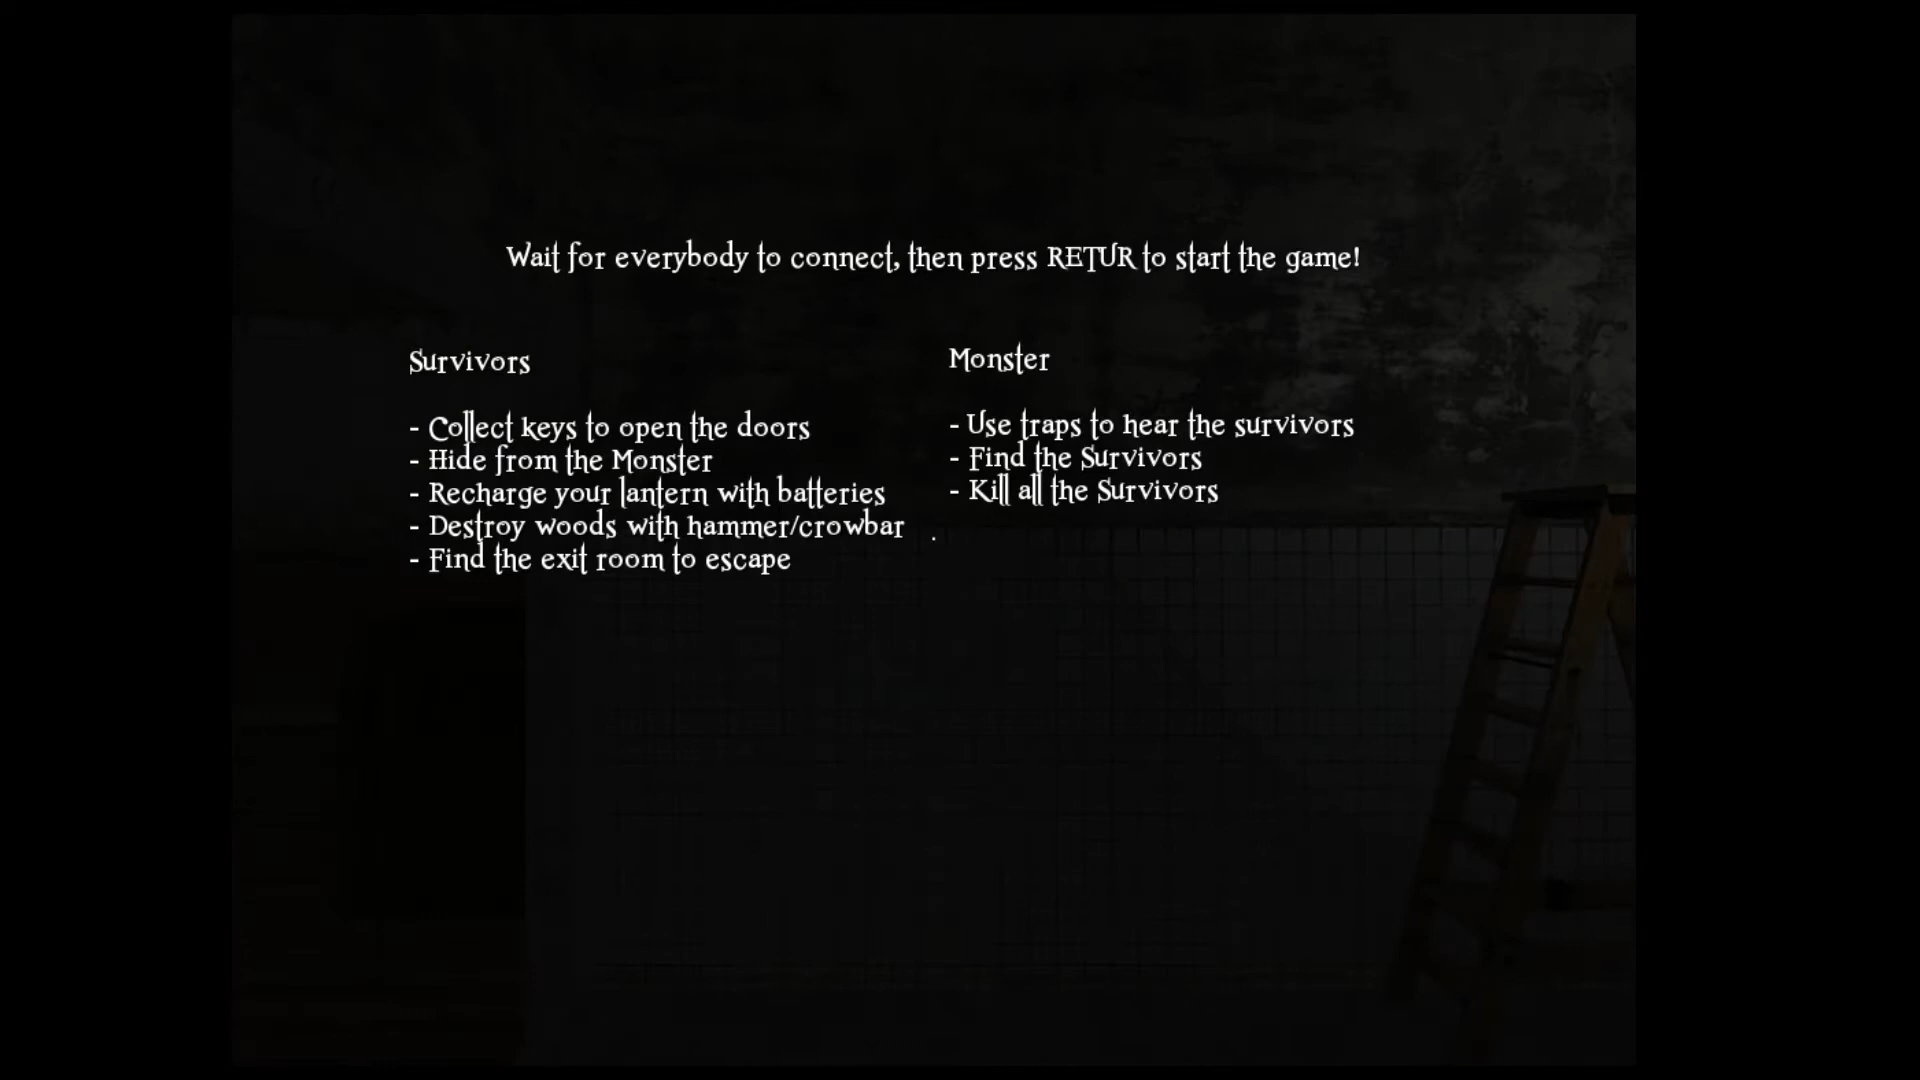 Wait for everybody to connect, then press RETUR to start the game!
Survivors
- Collect keys to open the doors
- Hide from the Monster
- Recharge your lantern with batteries
- Destroy woods with hammer/crowbar
- Find the exit room to escape
Monster
- Use traps to hear the survivors
- Find the Survivors
- Kill all the Survivors